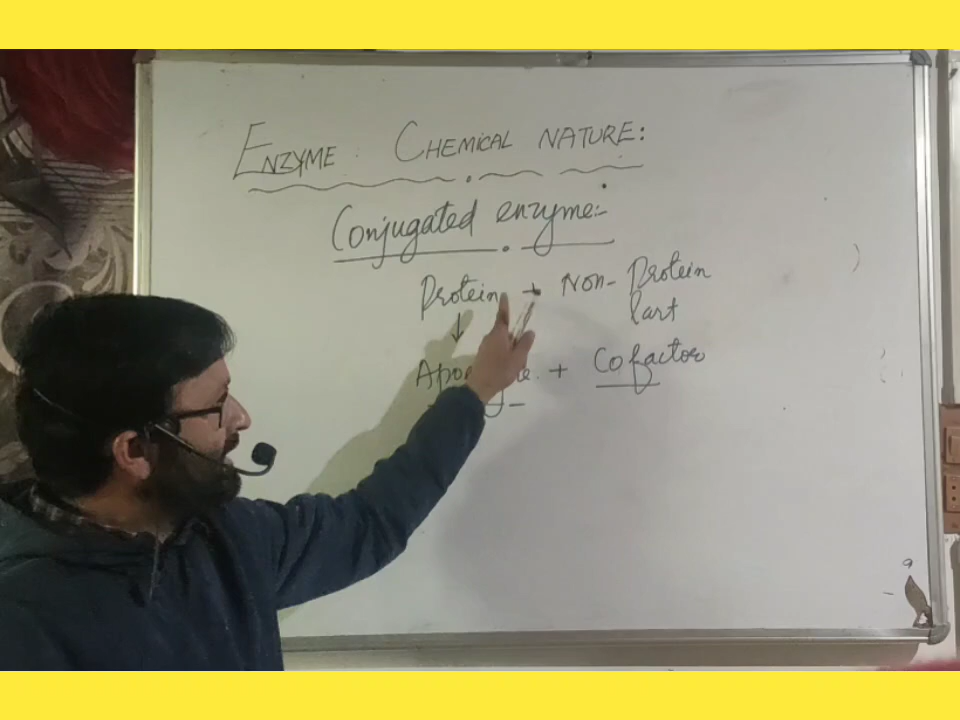 ENZYME: CHEMICAL NATURE:
Conjugated enzyme:-
Protein + Non-Protein
Part
↓
+ Cofactor